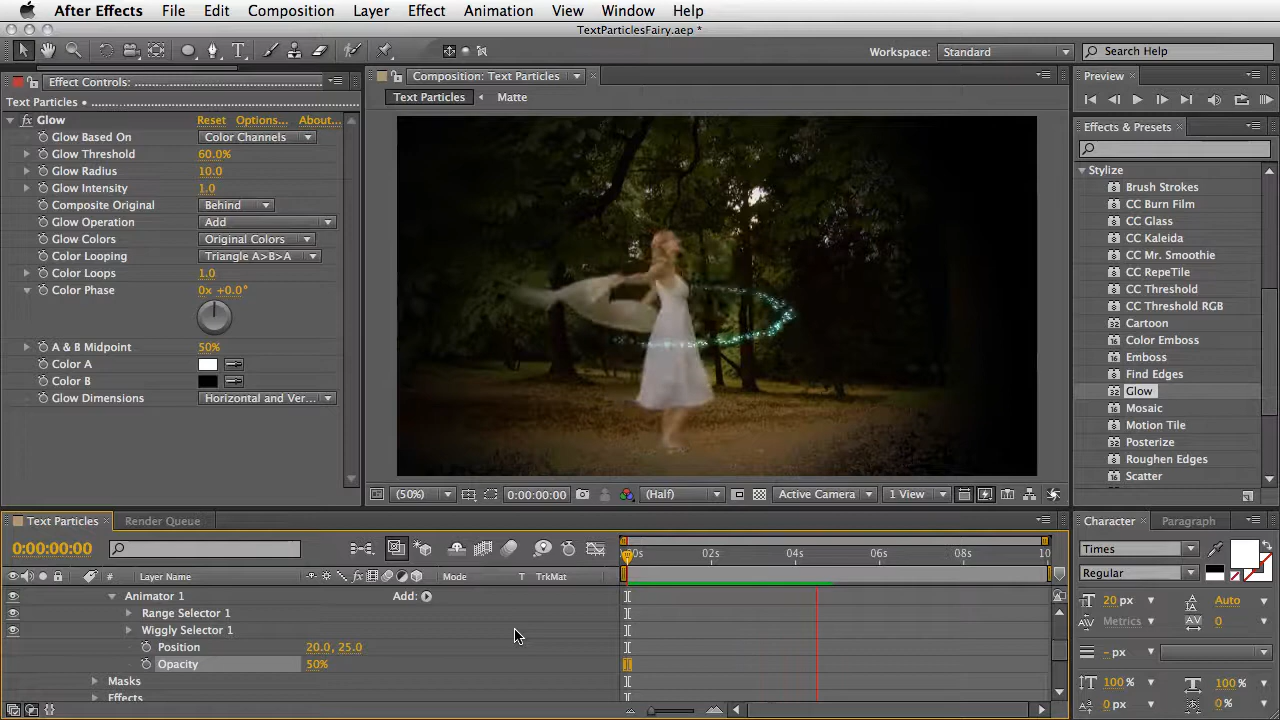 After Effects File Edit Composition Layer Effect Animation View Window Help
TextParticlesFairy.aep *
Workspace: Standard Search Help
Effect Controls:
Text Particles •
Glow Reset Options... About...
Glow Based On Color Channels
Glow Threshold 60.0%
Glow Radius 10.0
Glow Intensity 1.0
Composite Original Behind
Glow Operation Add
Glow Colors Original Colors
Color Looping Triangle A>B>A
Color Loops 1.0
Color Phase 0x +0.0°
A & B Midpoint 50%
Color A
Color B
Glow Dimensions Horizontal and Ver...
Composition: Text Particles
Text Particles Matte
(50%) 0:00:00:00 (Half) Active Camera 1 View
Preview
Effects & Presets
Stylize
Brush Strokes
CC Burn Film
CC Glass
CC Kaleida
CC Mr. Smoothie
CC RepeTile
CC Threshold
CC Threshold RGB
Cartoon
Color Emboss
Emboss
Find Edges
Glow
Mosaic
Motion Tile
Posterize
Roughen Edges
Scatter
Text Particles Render Queue
0:00:00:00
# Layer Name Mode T TrkMat
02s 04s 06s 08s 10
Animator 1 Add:
Range Selector 1
Wiggly Selector 1
Position 20.0, 25.0
Opacity 50%
Masks
Effects
Character Paragraph
Times
Regular
20 px Auto
Metrics 0
- px
100 % 100 %
0 px 0 %